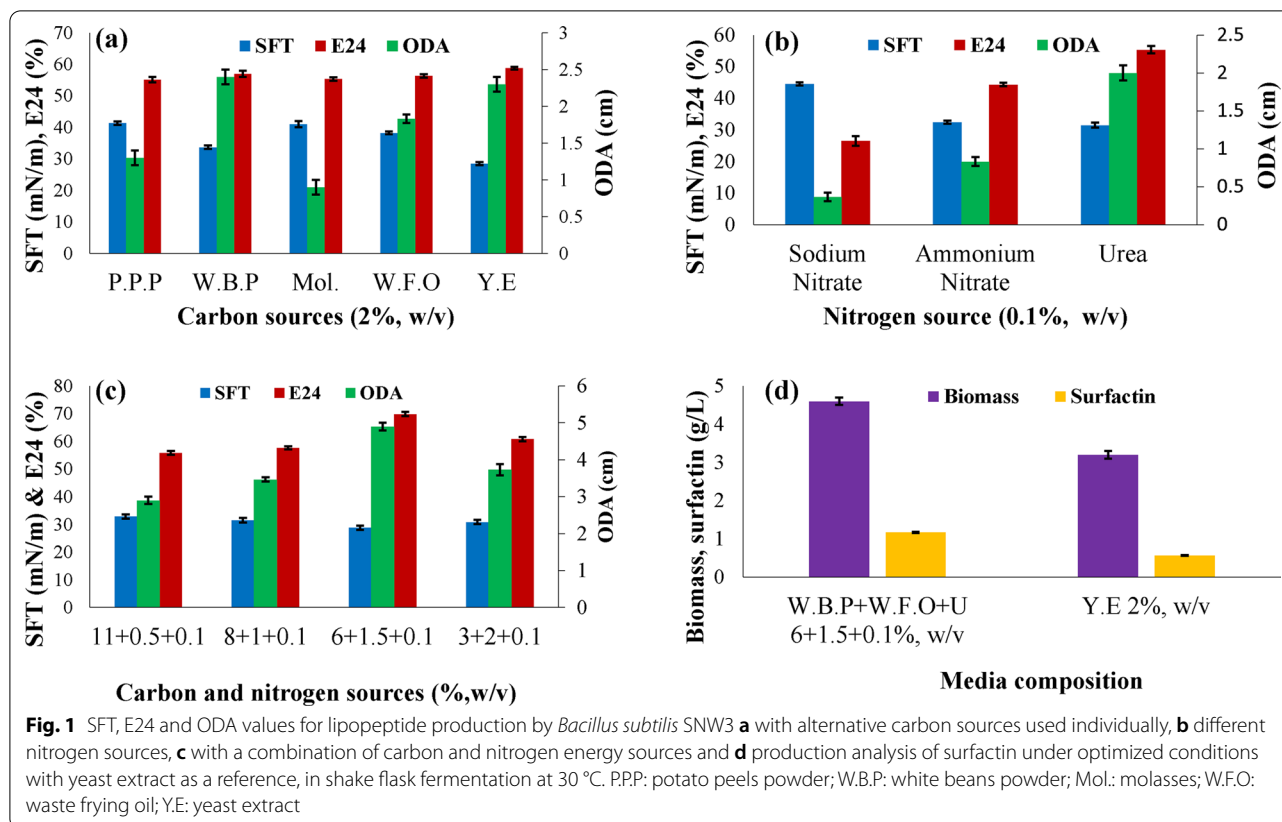 (a)
SFT E24 ODA
SFT (mN/m), E24 (%)
70
60
50
40
30
20
10
0
3
2.5
2
1.5
1
0.5
0
ODA (cm)
P.P.P W.B.P Mol. W.F.O Y.E
Carbon sources (2%, w/v)
(b)
SFT ODA E24
SFT (mN/m), E24 (%)
60
50
40
30
20
10
0
2.5
2
1.5
1
0.5
0
ODA (cm)
Sodium Nitrate Ammonium Nitrate Urea
Nitrogen source (0.1%, w/v)
(c)
SFT E24 ODA
SFT (mN/m) & E24 (%)
80
70
60
50
40
30
20
10
0
6
5
4
3
2
1
0
ODA (cm)
11+0.5+0.1 8+1+0.1 6+1.5+0.1 3+2+0.1
Carbon and nitrogen sources (%,w/v)
(d)
Biomass Surfactin
Biomass, surfactin (g/L)
5
4
3
2
1
0
W.B.P+W.F.O+U
6+1.5+0.1%, w/v
Y.E 2%, w/v
Media composition
Fig. 1 SFT, E24 and ODA values for lipopeptide production by Bacillus subtilis SNW3 a with alternative carbon sources used individually, b different
nitrogen sources, c with a combination of carbon and nitrogen energy sources and d production analysis of surfactin under optimized conditions
with yeast extract as a reference, in shake flask fermentation at 30 °C. P.P.P: potato peels powder; W.B.P: white beans powder; Mol.: molasses; W.F.O:
waste frying oil; Y.E: yeast extract